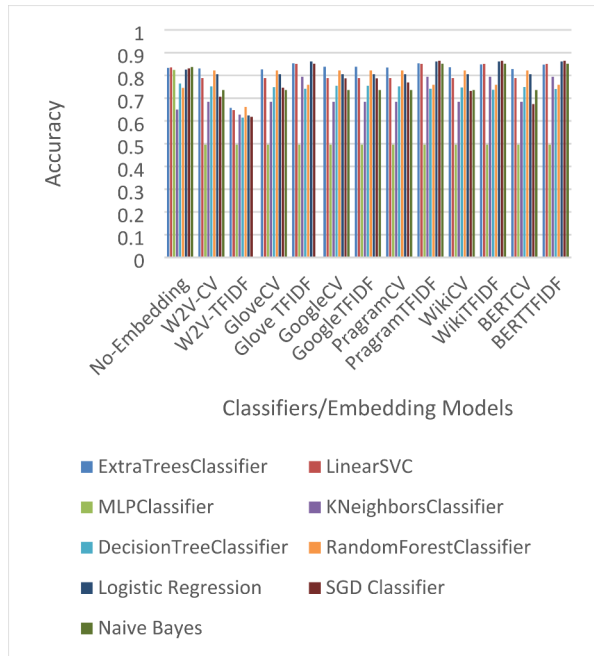 1
0.9
0.8
0.7
0.6
0.5
0.4
0.3
0.2
0.1
0
Accuracy
No-Embedding
W2V-CV
W2V-TFIDF
GloveCV
Glove TFIDF
GoogleCV
GoogleTFIDF
PragramCV
PragramTFIDF
WikiCV
WikiTFIDF
BERTCV
BERTTFIDF
Classifiers/Embedding Models
ExtraTreesClassifier LinearSVC
MLPClassifier KNeighborsClassifier
DecisionTreeClassifier RandomForestClassifier
Logistic Regression SGD Classifier
Naive Bayes